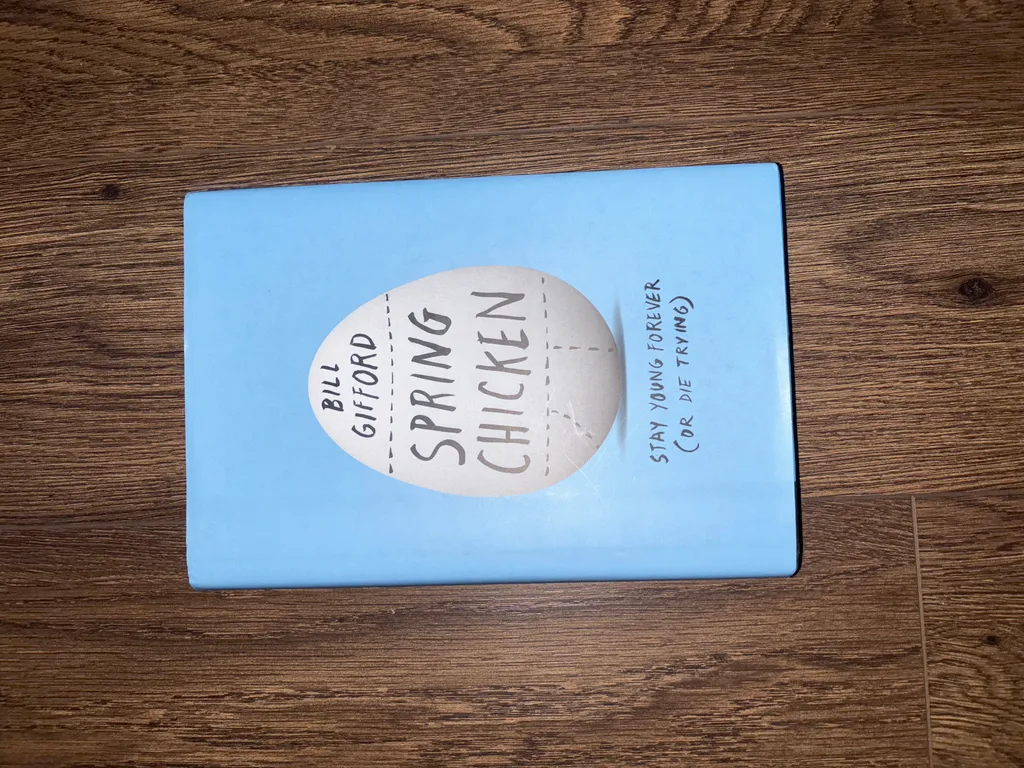 BILL
GIFFORD
SPRING
CHICKEN
STAY YOUNG FOREVER
(OR DIE TRYING)